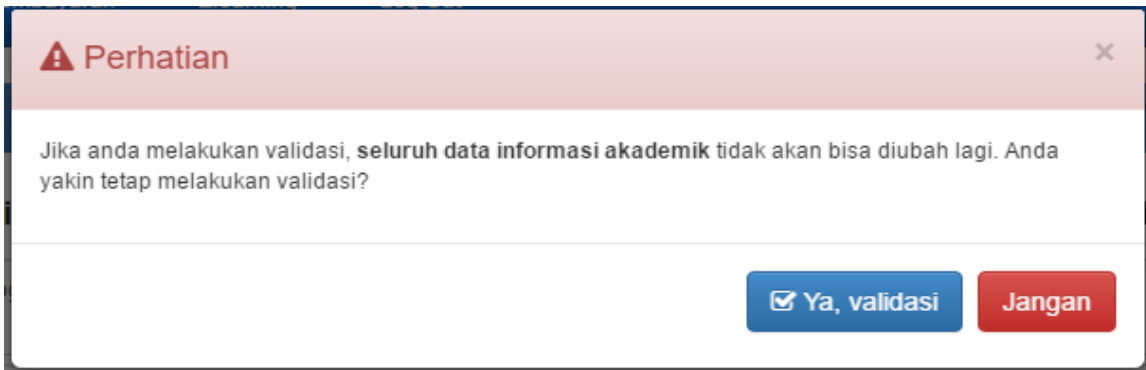 Perhatian
×
Jika anda melakukan validasi, seluruh data informasi akademik tidak akan bisa diubah lagi. Anda
yakin tetap melakukan validasi?
Ya, validasi
Jangan